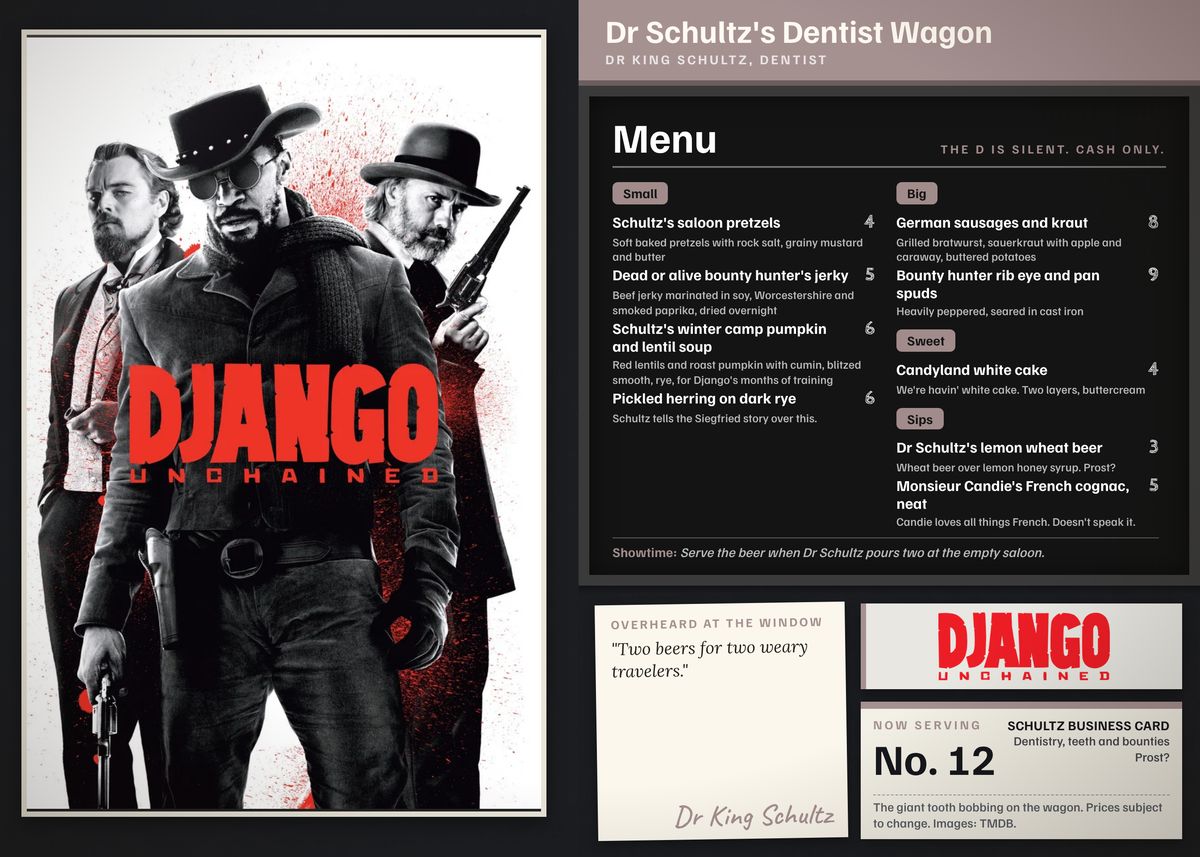 DJANGO
UNCHAINED
Dr Schultz's Dentist Wagon
DR KING SCHULTZ, DENTIST
Menu
THE D IS SILENT. CASH ONLY.
Small
Schultz's saloon pretzels 4
Soft baked pretzels with rock salt, grainy mustard
and butter
Dead or alive bounty hunter's jerky 5
Beef jerky marinated in soy, Worcestershire and
smoked paprika, dried overnight
Schultz's winter camp pumpkin 6
and lentil soup
Red lentils and roast pumpkin with cumin, blitzed
smooth, rye, for Django's months of training
Pickled herring on dark rye 6
Schultz tells the Siegfried story over this.
Big
German sausages and kraut 8
Grilled bratwurst, sauerkraut with apple and
caraway, buttered potatoes
Bounty hunter rib eye and pan 9
spuds
Heavily peppered, seared in cast iron
Sweet
Candyland white cake 4
We're havin' white cake. Two layers, buttercream
Sips
Dr Schultz's lemon wheat beer 3
Wheat beer over lemon honey syrup. Prost?
Monsieur Candie's French cognac, 5
neat
Candie loves all things French. Doesn't speak it.
Showtime: Serve the beer when Dr Schultz pours two at the empty saloon.
OVERHEARD AT THE WINDOW
"Two beers for two weary
travelers."
Dr King Schultz
DJANGO
UNCHAINED
NOW SERVING
No. 12
SCHULTZ BUSINESS CARD
Dentistry, teeth and bounties
Prost?
The giant tooth bobbing on the wagon. Prices subject
to change. Images: TMDB.